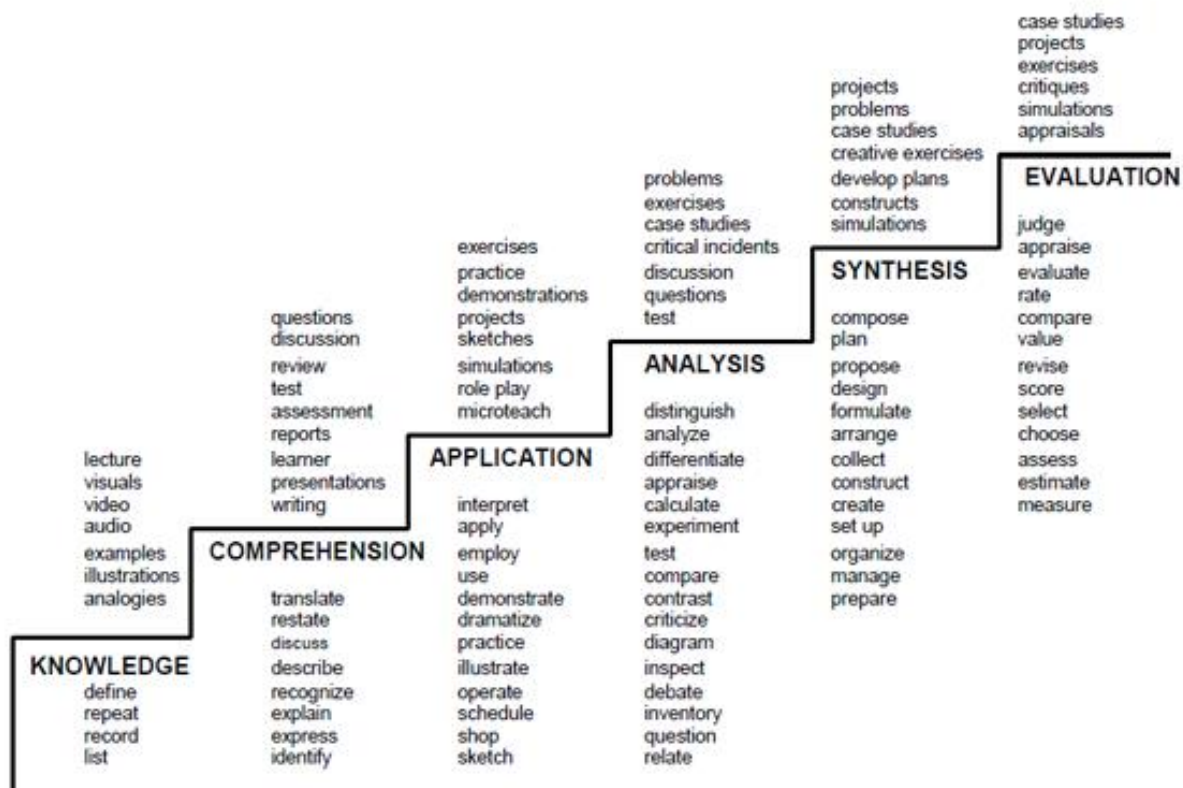 lecture
visuals
video
audio
examples
illustrations
analogies
KNOWLEDGE
define
repeat
record
list
questions
discussion
review
test
assessment
reports
learner
presentations
writing
COMPREHENSION
translate
restate
discuss
describe
recognize
explain
express
identify
exercises
practice
demonstrations
projects
sketches
simulations
role play
microteach
APPLICATION
interpret
apply
employ
use
demonstrate
dramatize
practice
illustrate
operate
schedule
shop
sketch
problems
exercises
case studies
critical incidents
discussion
questions
test
ANALYSIS
distinguish
analyze
differentiate
appraise
calculate
experiment
test
compare
contrast
criticize
diagram
inspect
debate
inventory
question
relate
projects
problems
case studies
creative exercises
develop plans
constructs
simulations
SYNTHESIS
compose
plan
propose
design
formulate
arrange
collect
construct
create
set up
organize
manage
prepare
case studies
projects
exercises
critiques
simulations
appraisals
EVALUATION
judge
appraise
evaluate
rate
compare
value
revise
score
select
choose
assess
estimate
measure